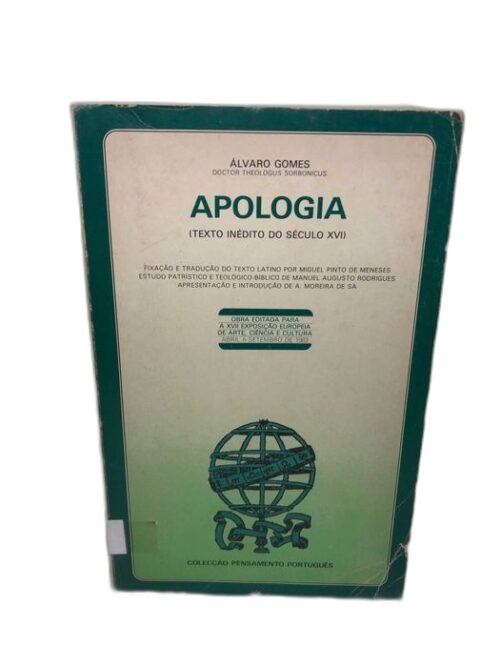 ÁLVARO GOMES
DOCTOR THEOLOGUS SORBONICUS
APOLOGIA
(TEXTO INÉDITO DO SÉCULO XVI)
FIXAÇÃO E TRADUÇÃO DO TEXTO LATINO POR MIGUEL PINTO DE MENESES
ESTUDO PATRÍSTICO E TEOLÓGICO-BÍBLICO DE MANUEL AUGUSTO RODRIGUES
APRESENTAÇÃO E INTRODUÇÃO DE A. MOREIRA DE SÁ
OBRA EDITADA PARA
A XVII EXPOSIÇÃO EUROPEIA
DE ARTE, CIÊNCIA E CULTURA
ABRIL A SETEMBRO DE 1983
COLECÇÃO PENSAMENTO PORTUGUÊS